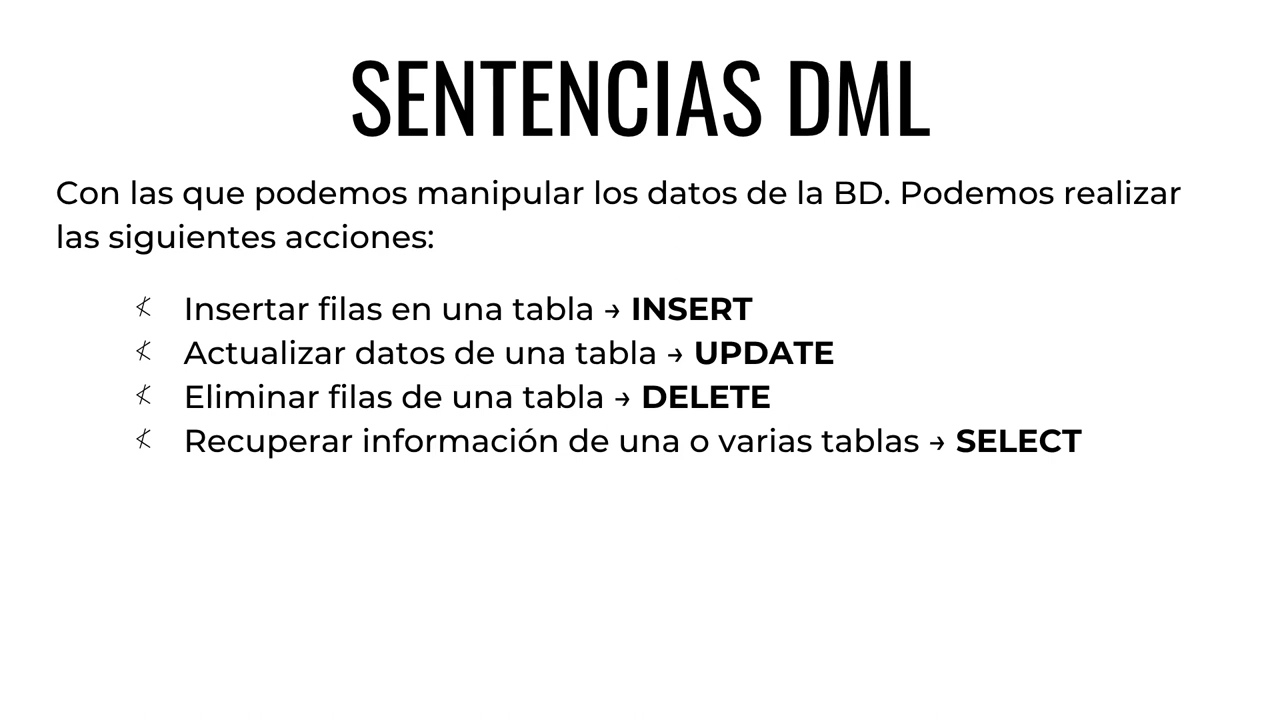 SENTENCIAS DML
Con las que podemos manipular los datos de la BD. Podemos realizar
las siguientes acciones:
Insertar filas en una tabla → INSERT
Actualizar datos de una tabla → UPDATE
Eliminar filas de una tabla → DELETE
Recuperar información de una o varias tablas → SELECT